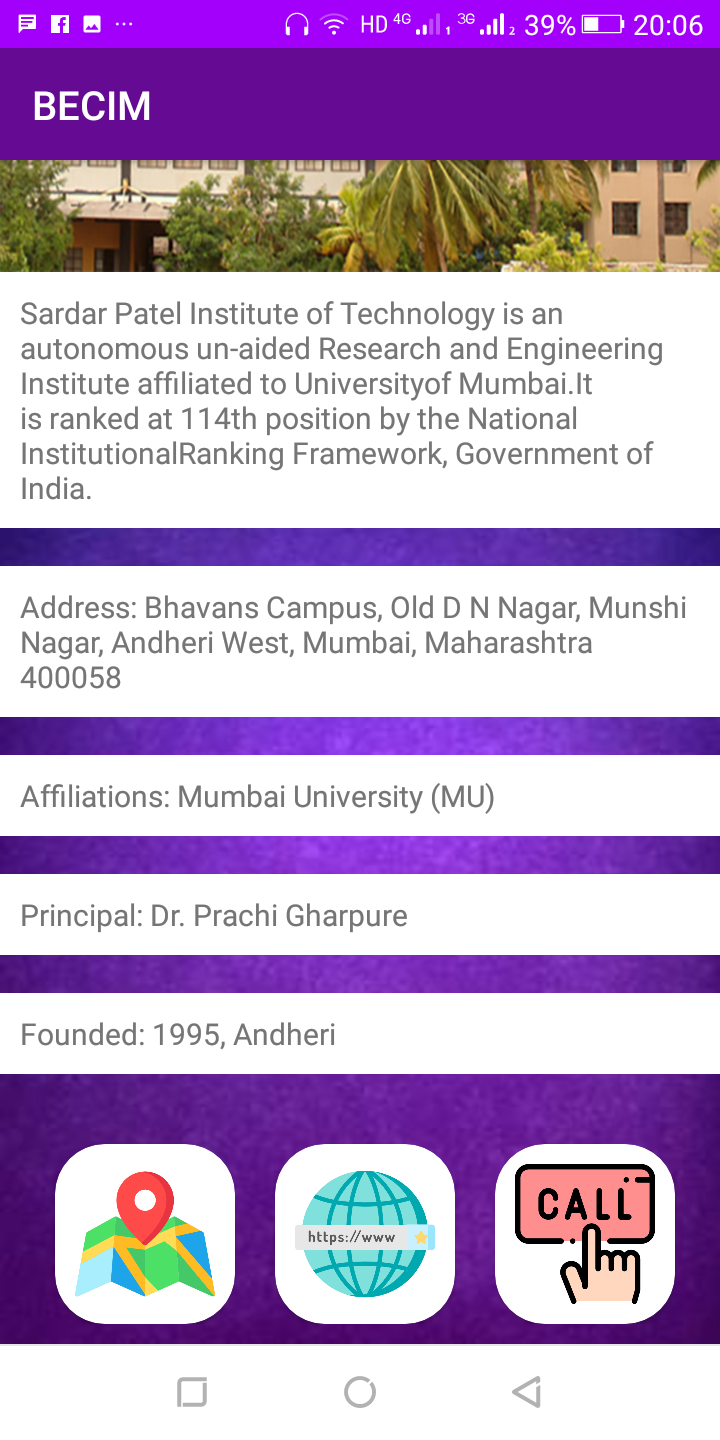 HD 4G 1 3G 2 39% 20:06
BECIM
Sardar Patel Institute of Technology is an
autonomous un-aided Research and Engineering
Institute affiliated to Universityof Mumbai.It
is ranked at 114th position by the National
InstitutionalRanking Framework, Government of
India.
Address: Bhavans Campus, Old D N Nagar, Munshi
Nagar, Andheri West, Mumbai, Maharashtra
400058
Affiliations: Mumbai University (MU)
Principal: Dr. Prachi Gharpure
Founded: 1995, Andheri
https://www
CALL